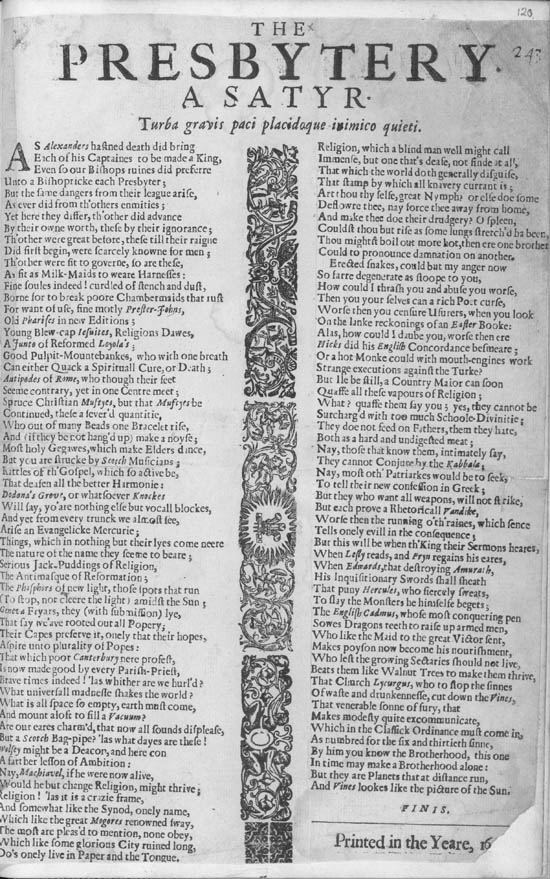 120
247
THE
PRESBYTERY.
A SATYR.
Turba gravis paci placidoque inimico quieti.
AS Alexanders hastned death did bring
Each of his Captaines to be made a King,
Even so our Bishops ruines did preferre
Unto a Bishopricke each Presbyter;
But the same dangers from their league arise,
As ever did from th'others enmities;
Yet here they differ, th'other did advance
By their owne worth, these by their ignorance;
Th'other were great before, these till their raigne
Did first begin, were scarcely knowne for men;
Th'other were fit to governe, so are these,
As fit as Milk-Maids to weare Harnesses:
Fine soules indeed! curdled of stench and dust,
Borne for to break poore Chambermaids that rust
For want of use, fine motly Prester-Johns,
Old Pharisees in new Editions;
Young Blew-cap Jesuites, Religious Dawes,
A Junto of Reformed Loyola's;
Good Pulpit-Mountebankes, who with one breath
Can either Quack a Spirituall Cure, or Death;
Antipodes of Rome, who though their feet
Seeme contrary, yet in one Centre meet;
Spruce Christian Muftyes, but that Muftyes be
Continued, these a fever'd quantitie,
Who out of many Beads one Bracelet rise,
And (if they be not hang'd up) make a noyse;
Most holy Gegawes, which make Elders dance,
But you are strucke by Scotch Musicians;
Rattles of th'Gospel, which so active be,
That deasen all the better Harmonie:
Dodona's Grove, or whatsoever Knockes
Will say, yo'are nothing else but vocall blockes,
And yet from every trunck we almost see,
Arise an Evangelicke Mercurie;
Things, which in nothing but their lyes come neere
The nature of the name they seeme to beare;
Serious Jack-Puddings of Religion,
The Antimasque of Reformation;
The Phosphors of new light, those spots that run
(To stop, nor cleere the light) amidst the Sun;
Geneva Fryars, they (with submission) lye,
That say w'ave rooted out all Popery,
Their Capes preserve it, onely that their hopes,
Aspire unto plurality of Popes:
That which poor Canterbury nere profest,
Is now made good by every Parish-Priest,
Brave times indeed! 'las whither are we hurl'd?
What universall madnesse shakes the world?
What is all space so empty, earth must come,
And mount aloft to fill a Vacuum?
Are our eares charm'd, that now all sounds displease,
But a Scotch Bag-pipe? 'las what dayes are these!
Wolsey might be a Deacon, and here con
A farther lesson of Ambition:
Nay, Machiavel, if he were now alive,
Would he but change Religion, might thrive;
Religion! 'las it is a crazie frame,
And somewhat like the Synod, onely name,
Which like the great Mogores renowned sway,
The most are pleas'd to mention, none obey,
Which like some glorious City ruined long,
Do's onely live in Paper and the Tongue.
Religion, which a blind man well might call
Immense, but one that's dease, not finde at all,
That which the world doth generally disguise,
That stamp by which all knavery currant is;
Art thou thy selfe, great Nymph? or else doe some
Deflowre thee, nay force thee away from home,
And make thee doe their drudgery? O spleen,
Couldst thou but rise as some lungs stretch'd ha been,
Thou mightst boil out more hot, then ere one brother
Could to pronounce damnation on another.
Erected snakes, could but my anger now
So farre degenerate as stoope to you,
How could I thrash you and abuse you worse,
Then you your selves can a rich Poet curse,
Worse then you censure Usurers, when you look
On the lanke reckonings of an Easter Booke:
Alas, how could I daube you, worse then ere
Hicks did his English Concordance besmeare;
Or a hot Monke could with mouth-engines work
Strange executions against the Turke?
But Ile be still, a Country Maior can soon
Quaffe all these vapours of Religion;
What? quaffe them say you; yes, they cannot be
Surcharg'd with too much Schoole-Divinitie;
They doe not feed on Fathers, them they hate,
Both as a hard and undigested meat;
Nay, those that know them, intimately say,
They cannot Conjure by the Kabbala;
Nay, most oth' Patriarkes would be to seek,
To tell their new confession in Greek;
But they who want all weapons, will not strike,
But each prove a Rhetoricall Vandike,
Worse then the running o'th'raines, which sence
Tells onely evill in the consequence;
But this will be when th'King their Sermons heares,
When Lesly reads, and Pryn regains his eares,
When Edwards, that destroying Amurath,
His Inquisitory Swords shall sheath
That puny Hercules, who fiercely sweats,
To slay the Monsters he himselfe begets;
The English Cadmus, whose most conquering pen
Sowes Dragons teeth to raise up armed men,
Who like the Maid to the great Victor sent,
Makes poyson now become his nourishment,
Who lest the growing Sectaries should not live,
Beats them like Walnut Trees to make them thrive,
That Church Lycurgus, who to stop the sinnes
Of waste and drunkennesse, cut down the Vines,
That venerable sonne of fury, that
Makes modesty quite excommunicate,
Which in the Classick Ordinance must come in,
As numbred for the six and thirtieth sinne,
By him you know the Brotherhood, this one
In time may make a Brotherhood alone:
But they are Planets that at distance run,
And Vines lookes like the picture of the Sun.
FINIS.
Printed in the Yeare, 16